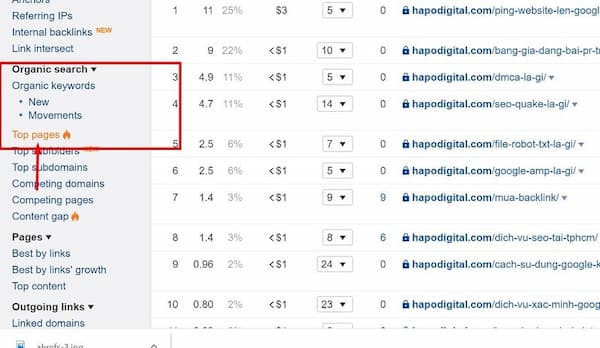 Anchors
Referring IPs
Internal backlinks NEW
Link intersect
Organic search
Organic keywords
• New
• Movements
Top pages
Top subfolders NEW
Top subdomains
Competing domains
Competing pages
Content gap
Pages
Best by links
Best by links' growth
Top content
Outgoing links
Linked domains
1 11 25% $3 5 0 hapodigital.com/ping-website-len-google
2 9 22% <$1 10 0 hapodigital.com/bang-gia-dang-bai-pr-t
3 4.9 11% <$1 5 0 hapodigital.com/dmca-la-gi/
4 4.7 11% <$1 14 0 hapodigital.com/seo-quake-la-gi/
5 2.5 6% <$1 7 0 hapodigital.com/file-robot-txt-la-gi/
6 2.5 6% <$1 5 0 hapodigital.com/google-amp-la-gi/
7 1.4 3% <$1 9 9 hapodigital.com/mua-backlink/
8 1.4 3% <$1 8 6 hapodigital.com/dich-vu-seo-tai-tphcm/
9 0.96 2% <$1 24 0 hapodigital.com/cach-su-dung-google-k
10 0.80 2% <$1 23 0 hapodigital.com/dich-vu-xac-minh-goog
ahrefs-3.jpg